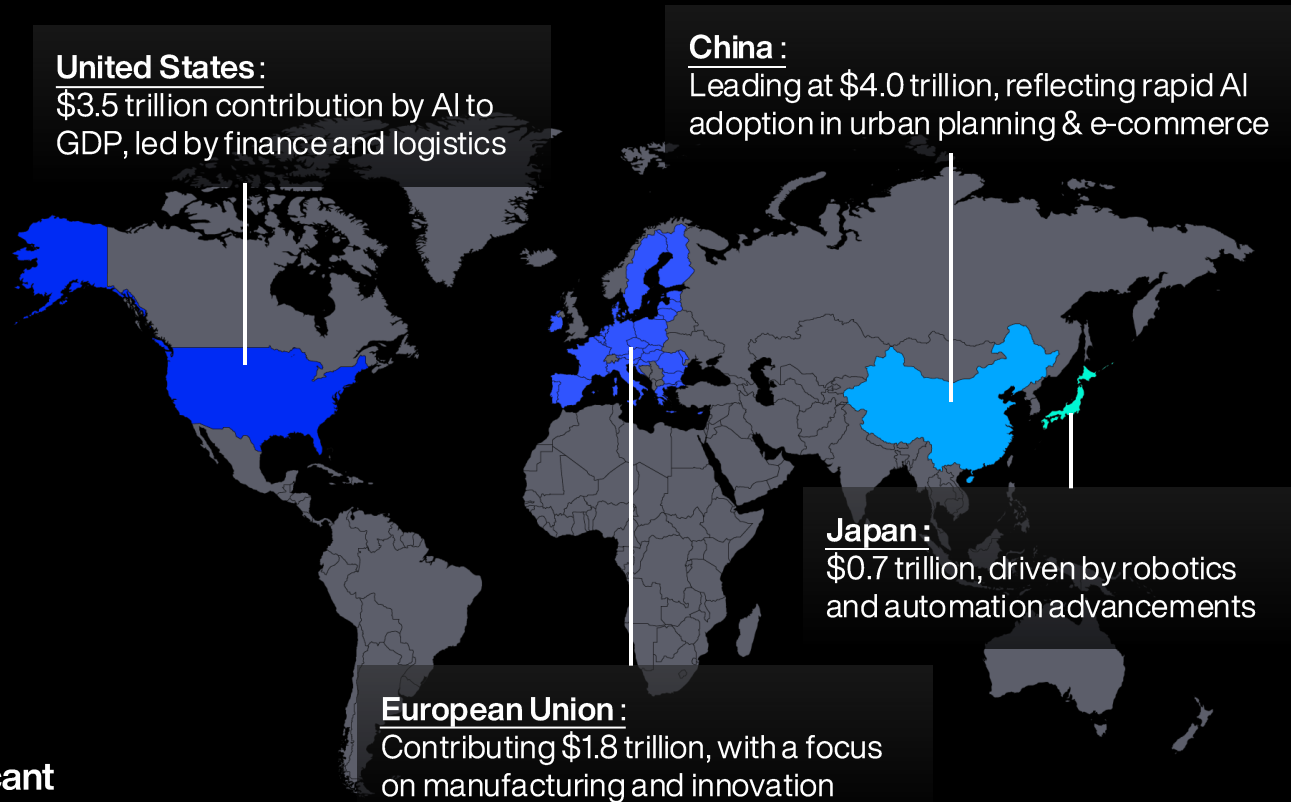 United States :
$3.5 trillion contribution by AI to
GDP, led by finance and logistics
China :
Leading at $4.0 trillion, reflecting rapid AI
adoption in urban planning & e-commerce
Japan :
$0.7 trillion, driven by robotics
and automation advancements
European Union :
Contributing $1.8 trillion, with a focus
on manufacturing and innovation